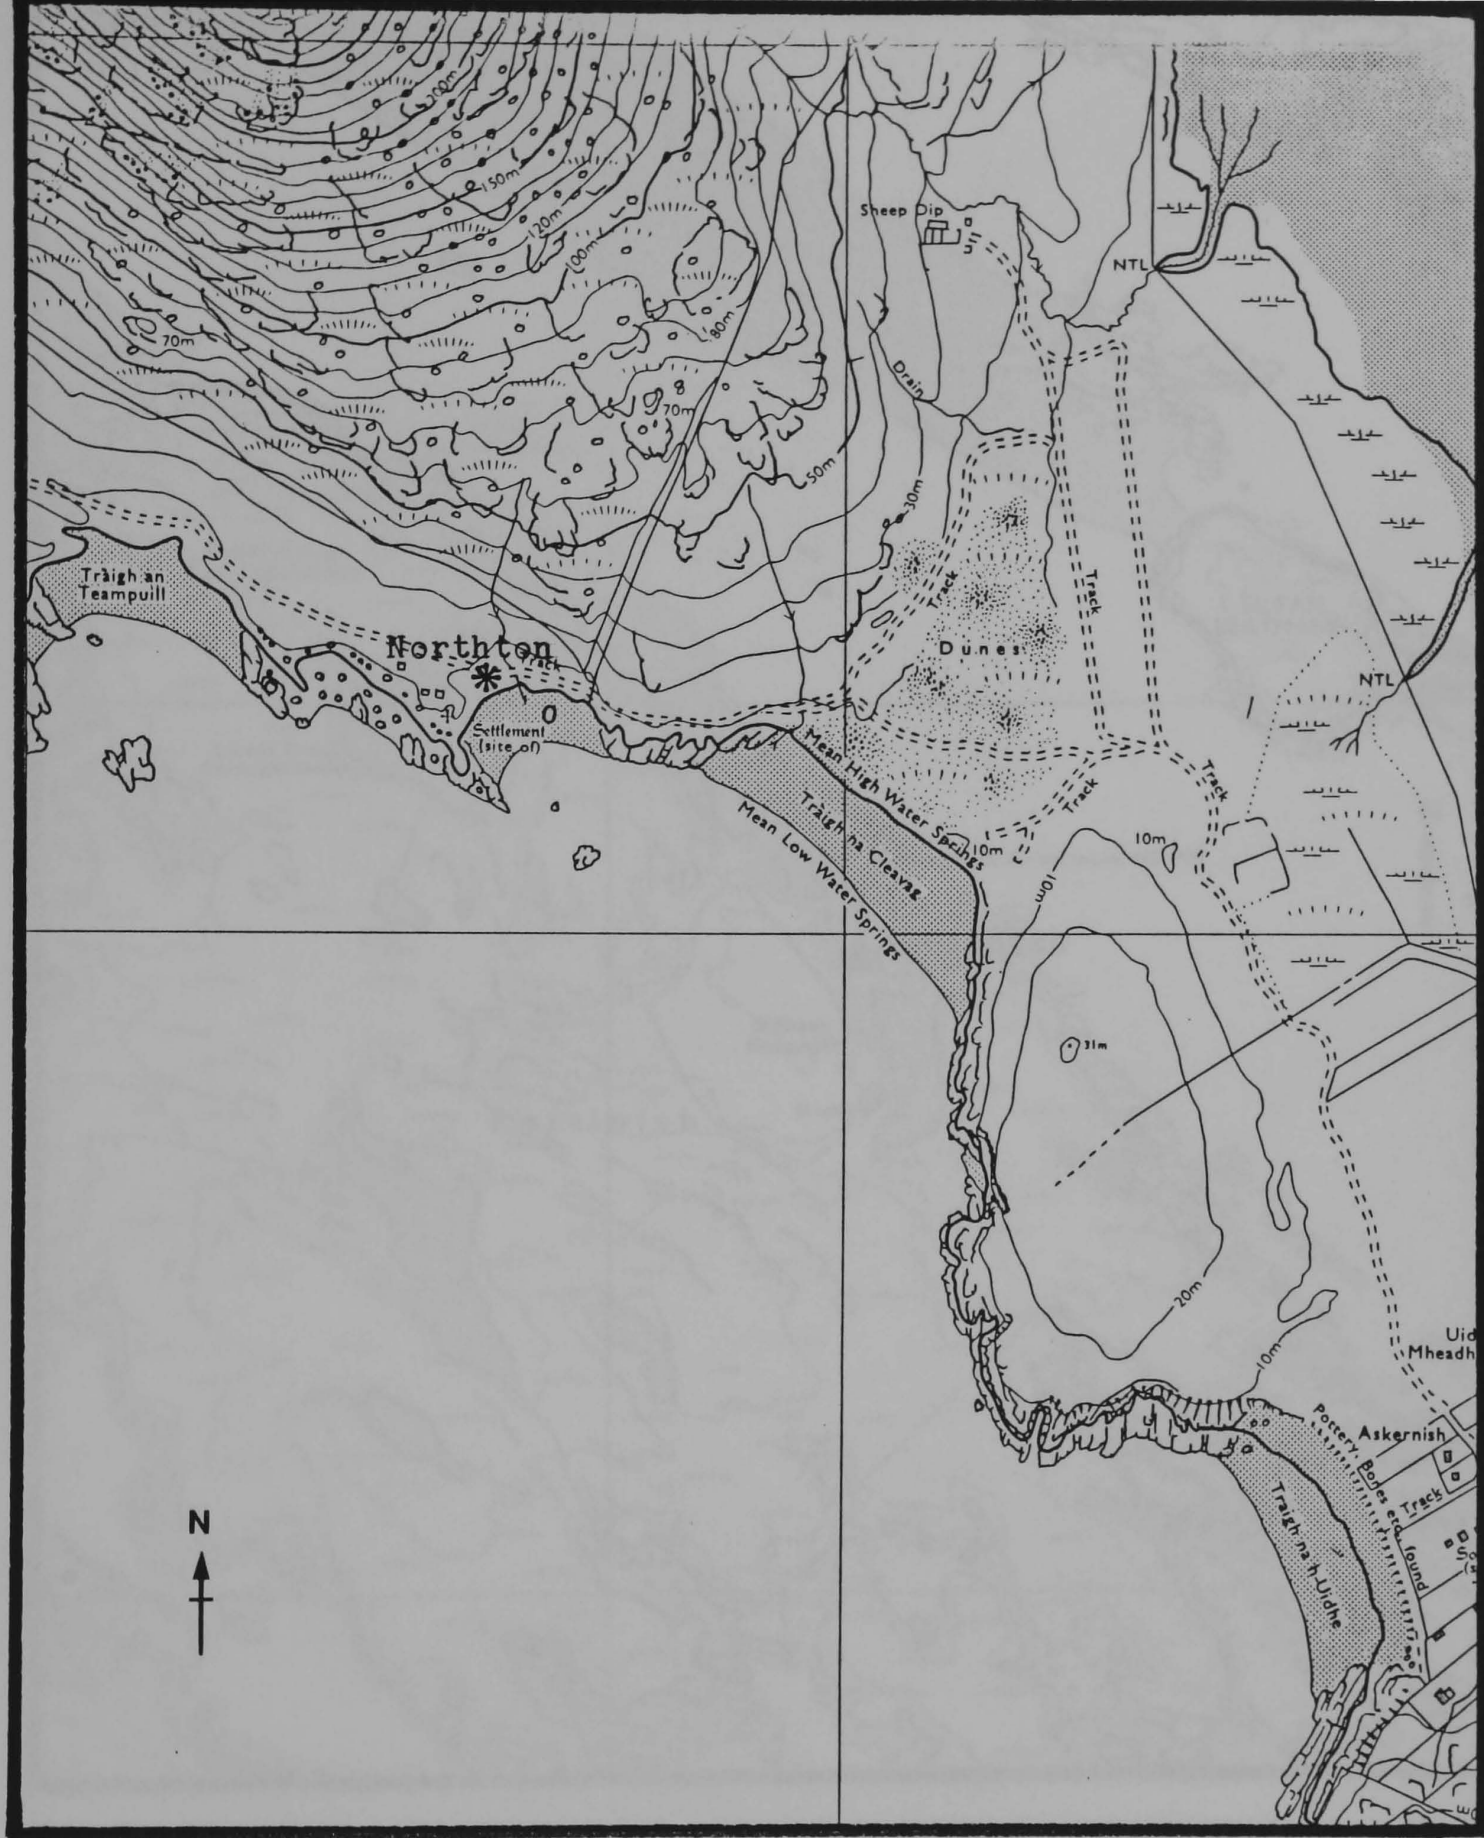 200m
150m
120m
100m
Sheep Dip
NTL
80m
70m
Drain
70m
50m
30m
Tràigh an
Teampuill
Track
Track
Northton
Track
Dunes
NTL
Settlement
(site of)
Mean High Water Springs
Track
Track
Tràigh na Cleavag
Mean Low Water Springs
10m
10m
10m
31m
20m
Uid
Mheadh
10m
Pottery, Bones etc. found
Askernish
Track
Traigh na h-Uidhe
So
(s
N